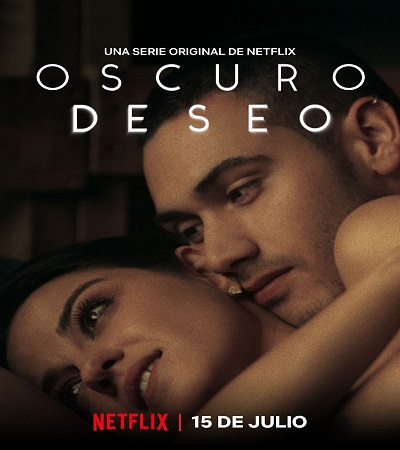 UNA SERIE ORIGINAL DE NETFLIX
OSCURO
DESEO
NETFLIX | 15 DE JULIO